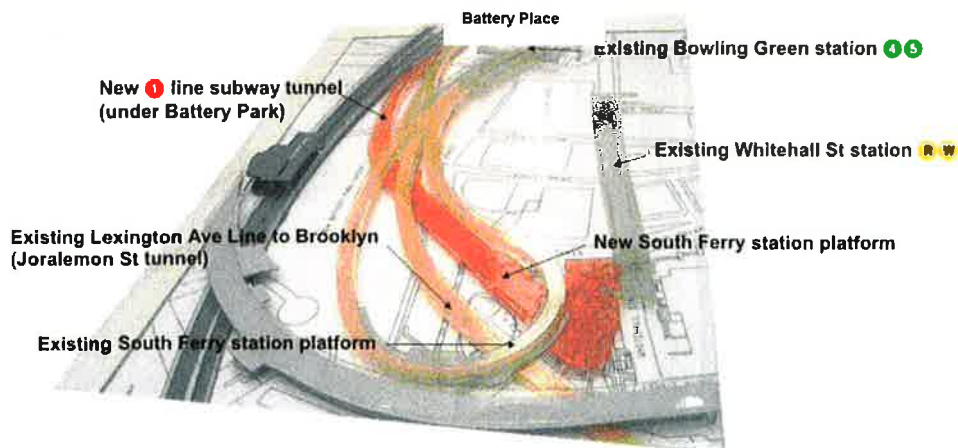 Battery Place
Existing Bowling Green station 4 5
New 1 line subway tunnel
(under Battery Park)
Existing Whitehall St station R W
Existing Lexington Ave Line to Brooklyn
(Joralemon St tunnel)
New South Ferry station platform
Existing South Ferry station platform